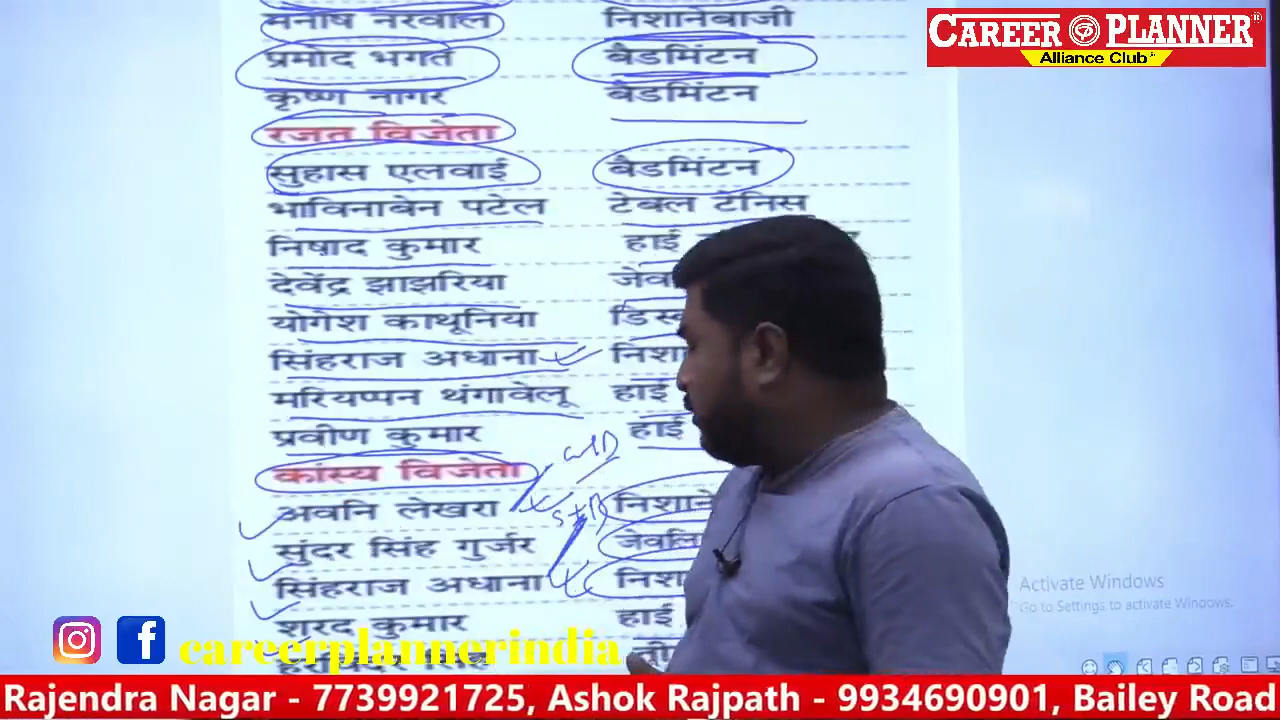 CAREER PLANNER
Alliance Club
मनीष नरवाल निशानेबाजी
प्रमोद भगत बैडमिंटन
कृष्ण नागर बैडमिंटन
रजत विजेता
सुहास एलवाई बैडमिंटन
भाविनाबेन पटेल टेबल टेनिस
निषाद कुमार हाई
देवेंद्र झाझरिया
योगेश काथूनिया
सिंहराज अधाना
मरियप्पन थंगावेलू हाई
प्रवीण कुमार हाई
कांस्य विजेता
अवनि लेखरा
सुंदर सिंह गुर्जर
सिंहराज अधाना
शरद कुमार हाई
careerplannerindia
Activate Windows
Go to Settings to activate Windows.
Rajendra Nagar - 7739921725, Ashok Rajpath - 9934690901, Bailey Road